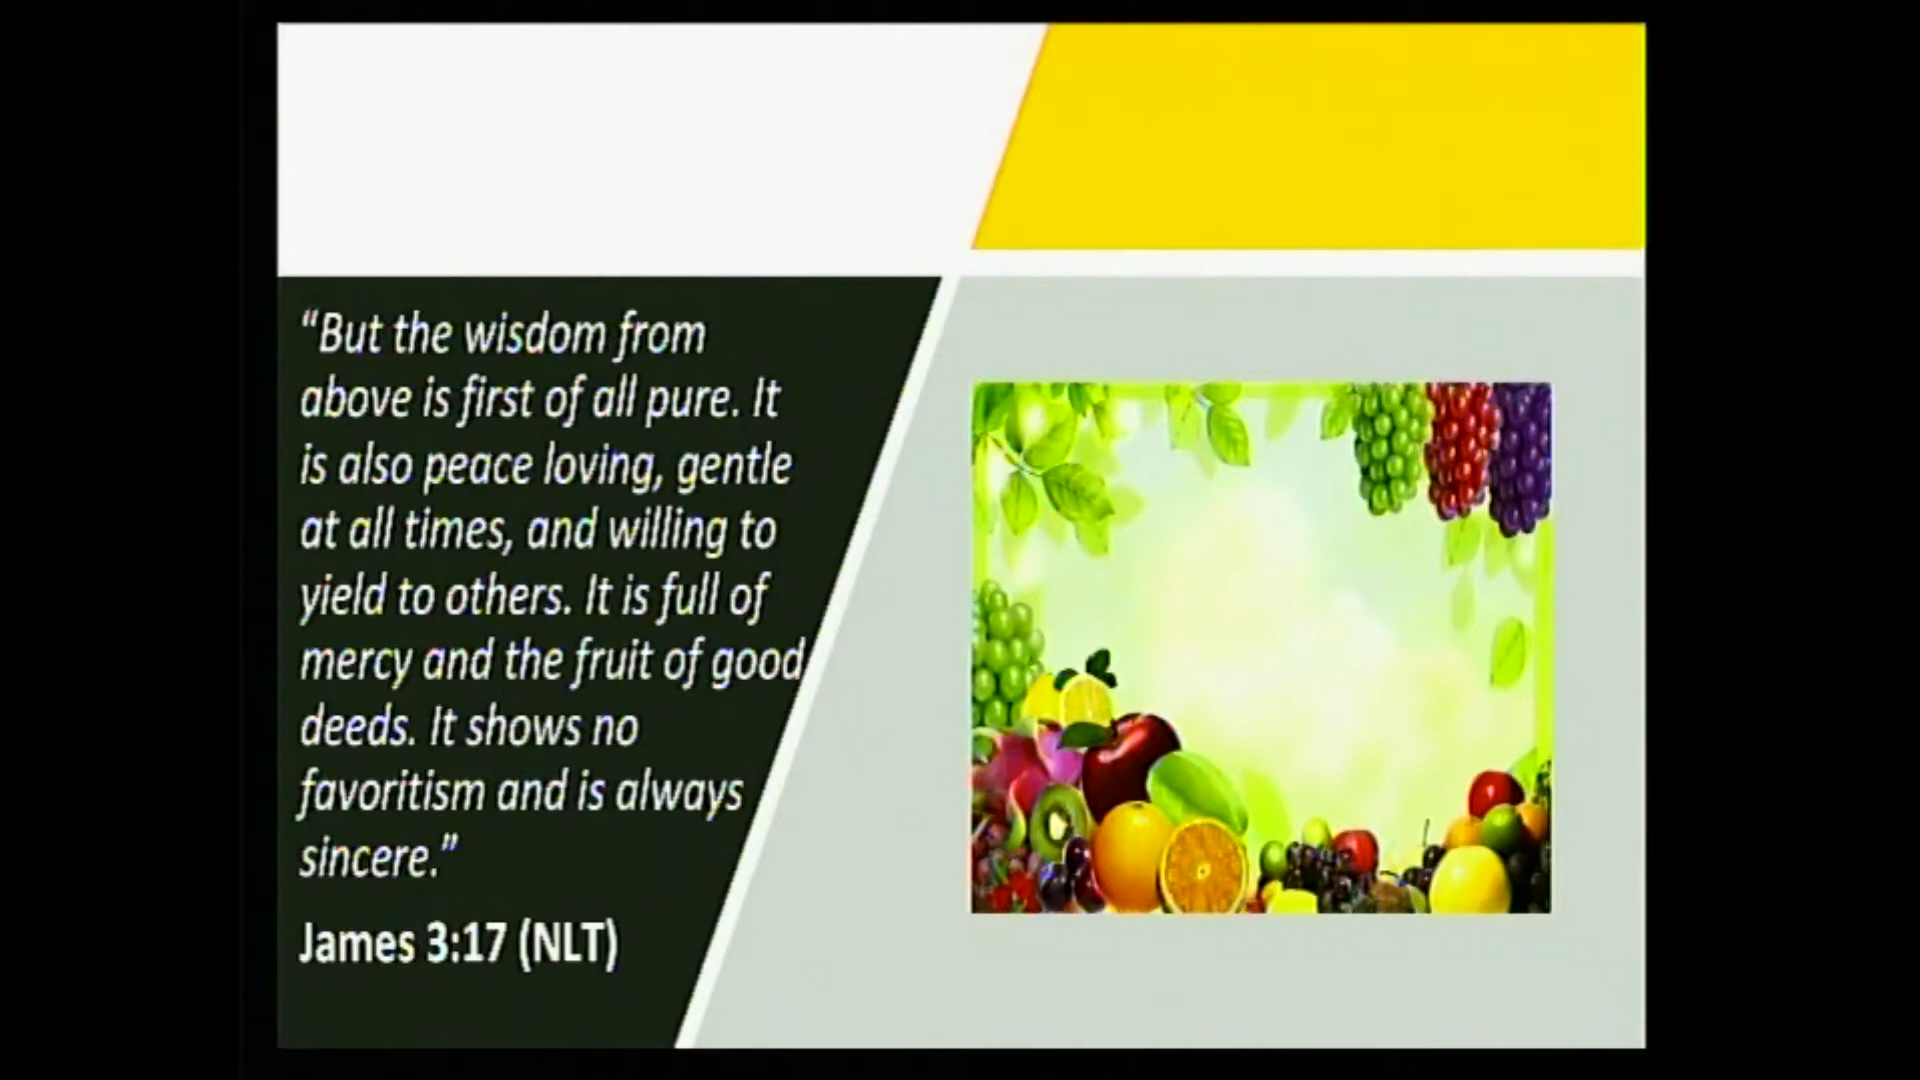 “But the wisdom from
above is first of all pure. It
is also peace loving, gentle
at all times, and willing to
yield to others. It is full of
mercy and the fruit of good
deeds. It shows no
favoritism and is always
sincere.”
James 3:17 (NLT)